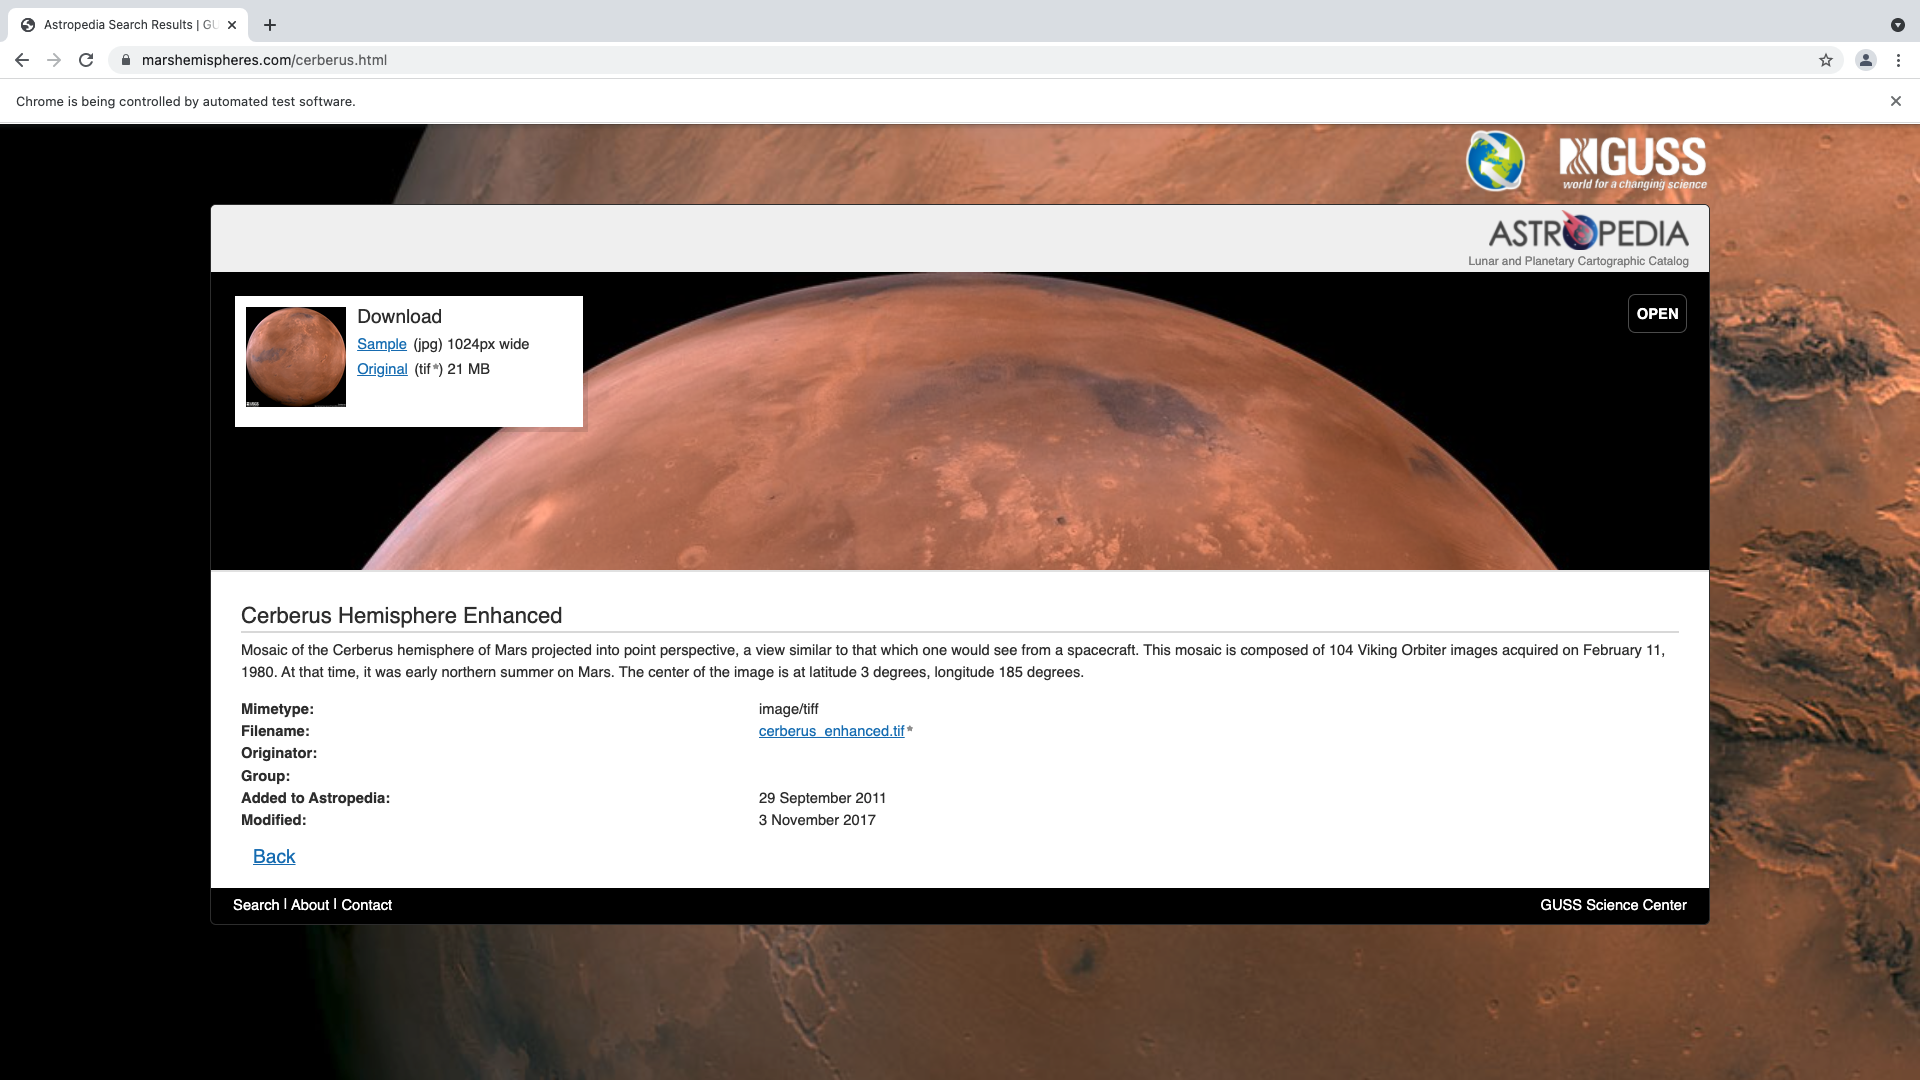 Astropedia Search Results | GU
marshemispheres.com/cerberus.html
Chrome is being controlled by automated test software.
GUSS
world for a changing science
ASTROPEDIA
Lunar and Planetary Cartographic Catalog
Download
Sample (jpg) 1024px wide
Original (tif*) 21 MB
OPEN
Cerberus Hemisphere Enhanced
Mosaic of the Cerberus hemisphere of Mars projected into point perspective, a view similar to that which one would see from a spacecraft. This mosaic is composed of 104 Viking Orbiter images acquired on February 11,
1980. At that time, it was early northern summer on Mars. The center of the image is at latitude 3 degrees, longitude 185 degrees.
Mimetype: image/tiff
Filename: cerberus_enhanced.tif*
Originator:
Group:
Added to Astropedia: 29 September 2011
Modified: 3 November 2017
Back
Search | About | Contact
GUSS Science Center